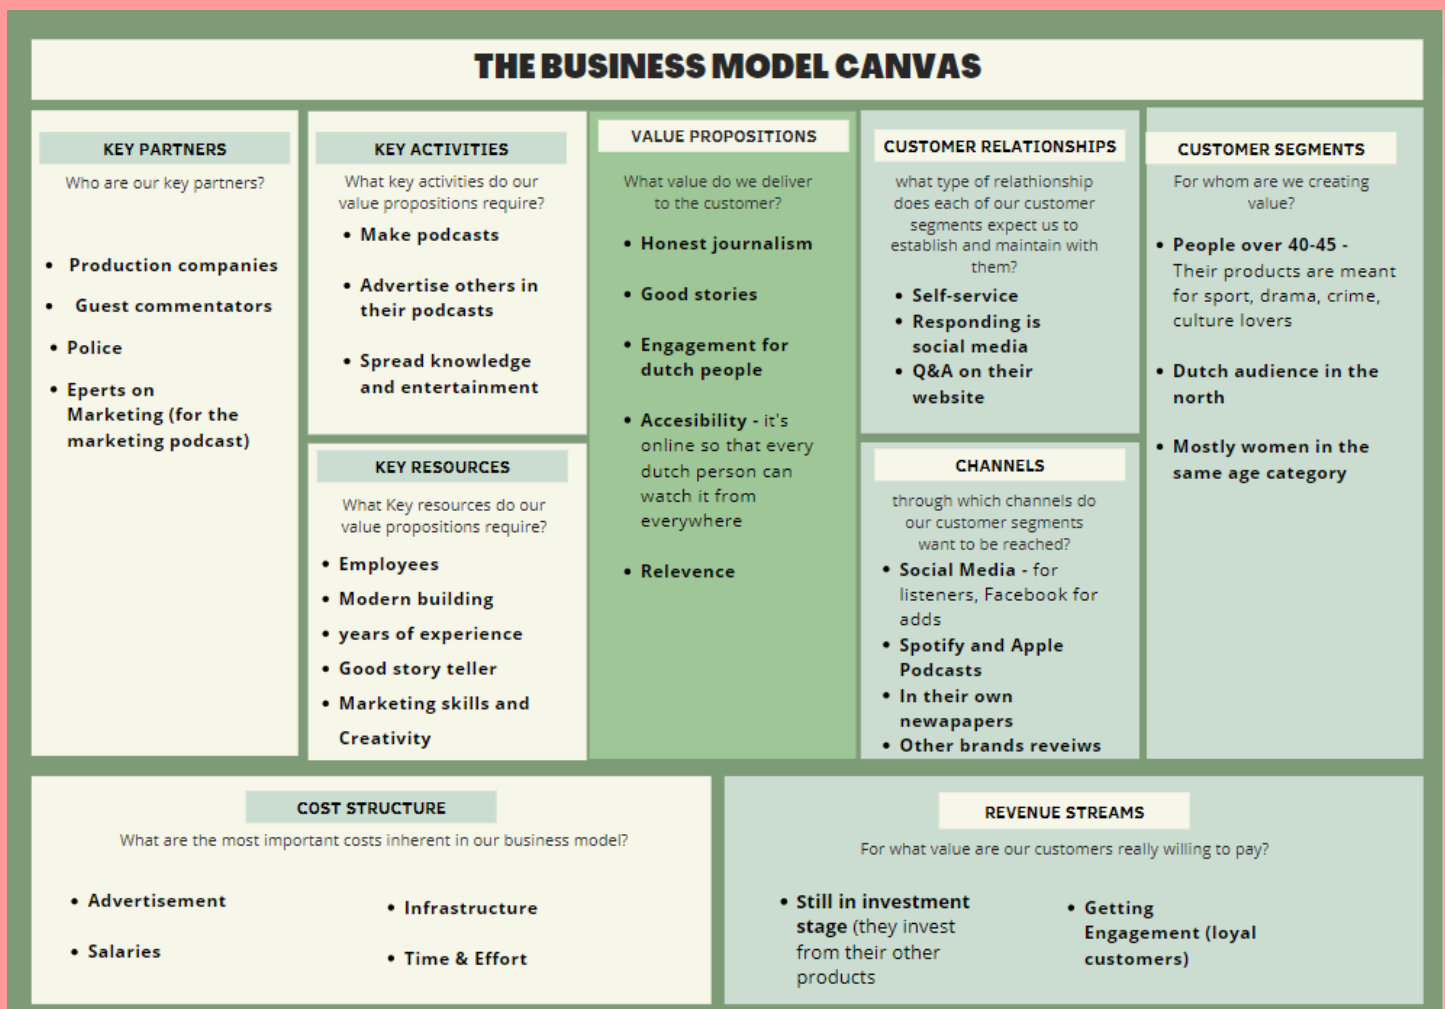 THE BUSINESS MODEL CANVAS
KEY PARTNERS
Who are our key partners?
• Production companies
• Guest commentators
• Police
• Eperts on
Marketing (for the
marketing podcast)
KEY ACTIVITIES
What key activities do our
value propositions require?
• Make podcasts
• Advertise others in
their podcasts
• Spread knowledge
and entertainment
KEY RESOURCES
What Key resources do our
value propositions require?
• Employees
• Modern building
• years of experience
• Good story teller
• Marketing skills and
Creativity
VALUE PROPOSITIONS
What value do we deliver
to the customer?
• Honest journalism
• Good stories
• Engagement for
dutch people
• Accesibility - it's
online so that every
dutch person can
watch it from
everywhere
• Relevence
CUSTOMER RELATIONSHIPS
what type of relathionship
does each of our customer
segments expect us to
establish and maintain with
them?
• Self-service
• Responding is
social media
• Q&A on their
website
CHANNELS
through which channels do
our customer segments
want to be reached?
• Social Media - for
listeners, Facebook for
adds
• Spotify and Apple
Podcasts
• In their own
newapapers
• Other brands reveiws
CUSTOMER SEGMENTS
For whom are we creating
value?
• People over 40-45 -
Their products are meant
for sport, drama, crime,
culture lovers
• Dutch audience in the
north
• Mostly women in the
same age category
COST STRUCTURE
What are the most important costs inherent in our business model?
• Advertisement
• Salaries
• Infrastructure
• Time & Effort
REVENUE STREAMS
For what value are our customers really willing to pay?
• Still in investment
stage (they invest
from their other
products
• Getting
Engagement (loyal
customers)